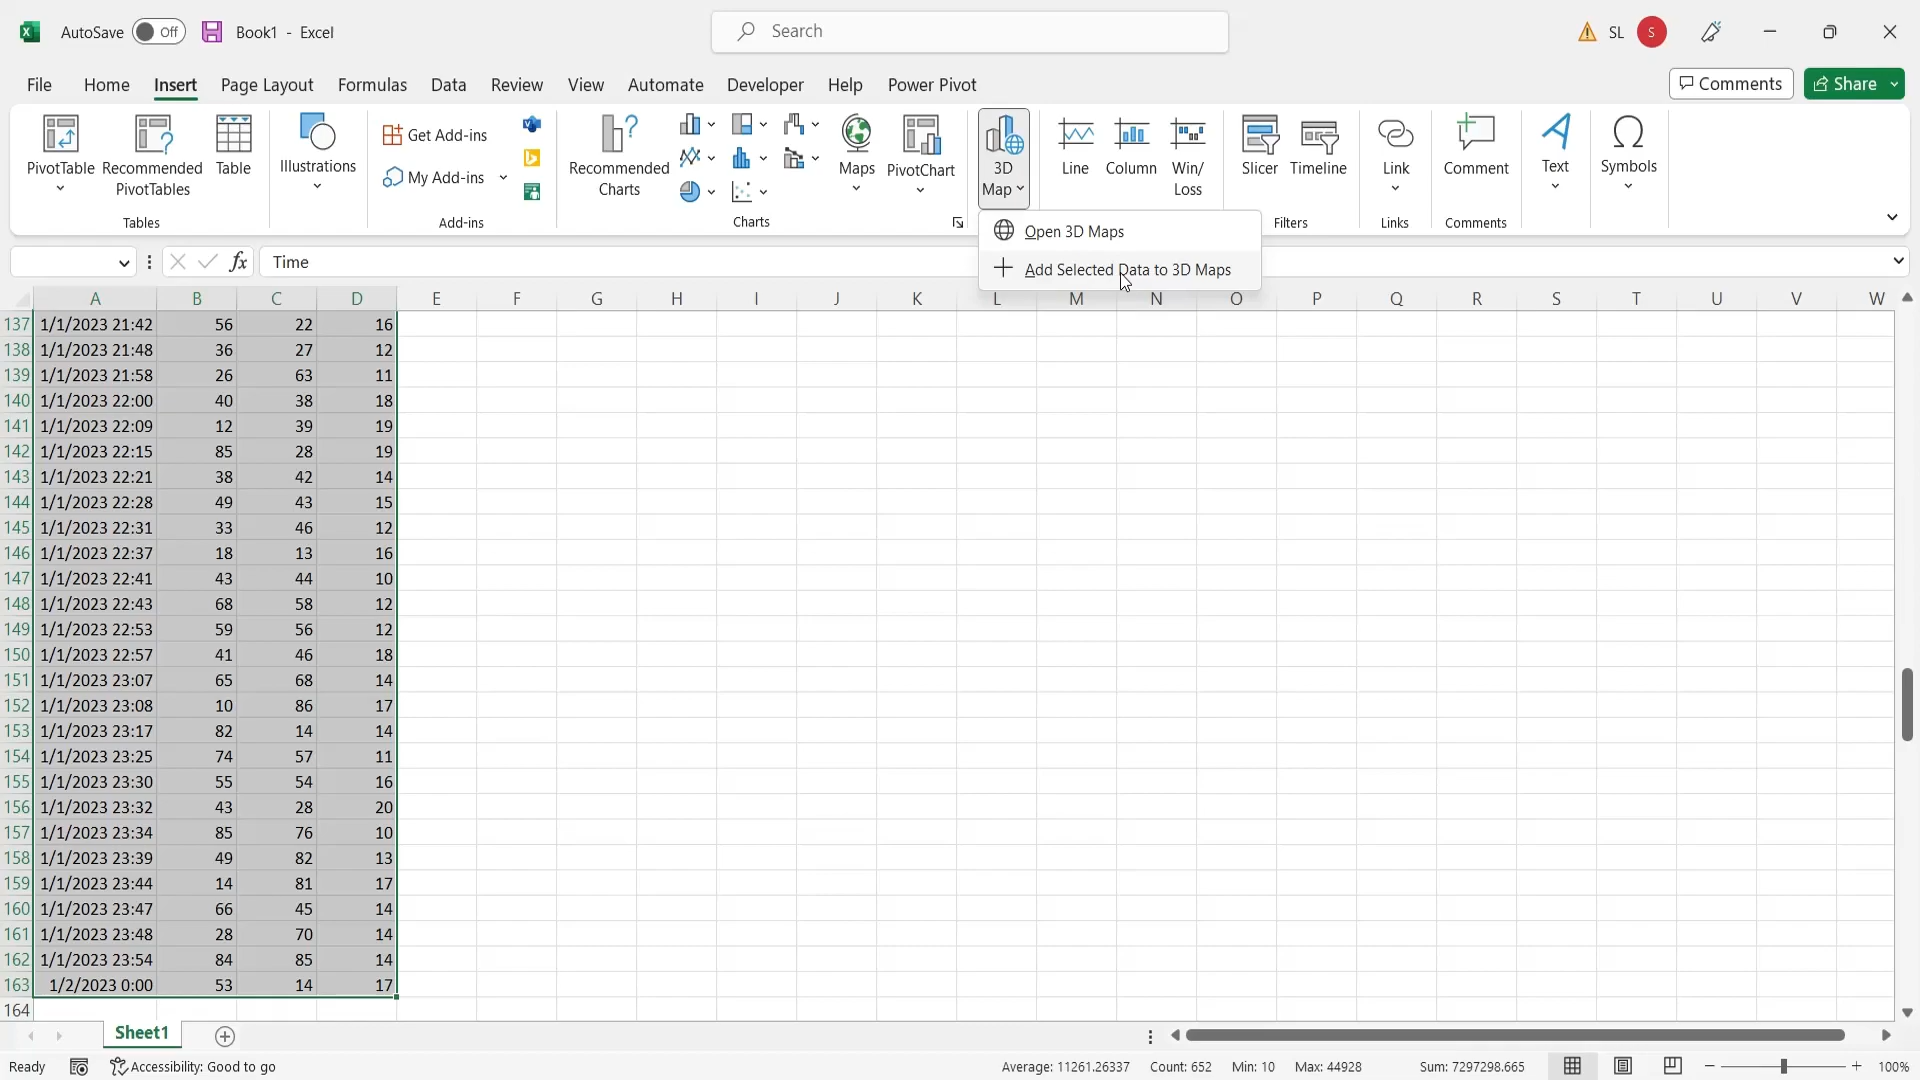 AutoSave Off Book1 - Excel Search SL S
File Home Insert Page Layout Formulas Data Review View Automate Developer Help Power Pivot Comments Share
PivotTable Recommended PivotTables Table Illustrations Get Add-ins My Add-ins Recommended Charts Maps PivotChart 3D Map Line Column Win/Loss Slicer Timeline Link Comment Text Symbols
Tables Add-ins Charts Filters Links Comments
Open 3D Maps
fx Time
Add Selected Data to 3D Maps
A B C D E F G H I J K L M N O P Q R S T U V W
137 1/1/2023 21:42 56 22 16
138 1/1/2023 21:48 36 27 12
139 1/1/2023 21:58 26 63 11
140 1/1/2023 22:00 40 38 18
141 1/1/2023 22:09 12 39 19
142 1/1/2023 22:15 85 28 19
143 1/1/2023 22:21 38 42 14
144 1/1/2023 22:28 49 43 15
145 1/1/2023 22:31 33 46 12
146 1/1/2023 22:37 18 13 16
147 1/1/2023 22:41 43 44 10
148 1/1/2023 22:43 68 58 12
149 1/1/2023 22:53 59 56 12
150 1/1/2023 22:57 41 46 18
151 1/1/2023 23:07 65 68 14
152 1/1/2023 23:08 10 86 17
153 1/1/2023 23:17 82 14 14
154 1/1/2023 23:25 74 57 11
155 1/1/2023 23:30 55 54 16
156 1/1/2023 23:32 43 28 20
157 1/1/2023 23:34 85 76 10
158 1/1/2023 23:39 49 82 13
159 1/1/2023 23:44 14 81 17
160 1/1/2023 23:47 66 45 14
161 1/1/2023 23:48 28 70 14
162 1/1/2023 23:54 84 85 14
163 1/2/2023 0:00 53 14 17
164
Sheet1
Ready Accessibility: Good to go Average: 11261.26337 Count: 652 Min: 10 Max: 44928 Sum: 7297298.665 100%